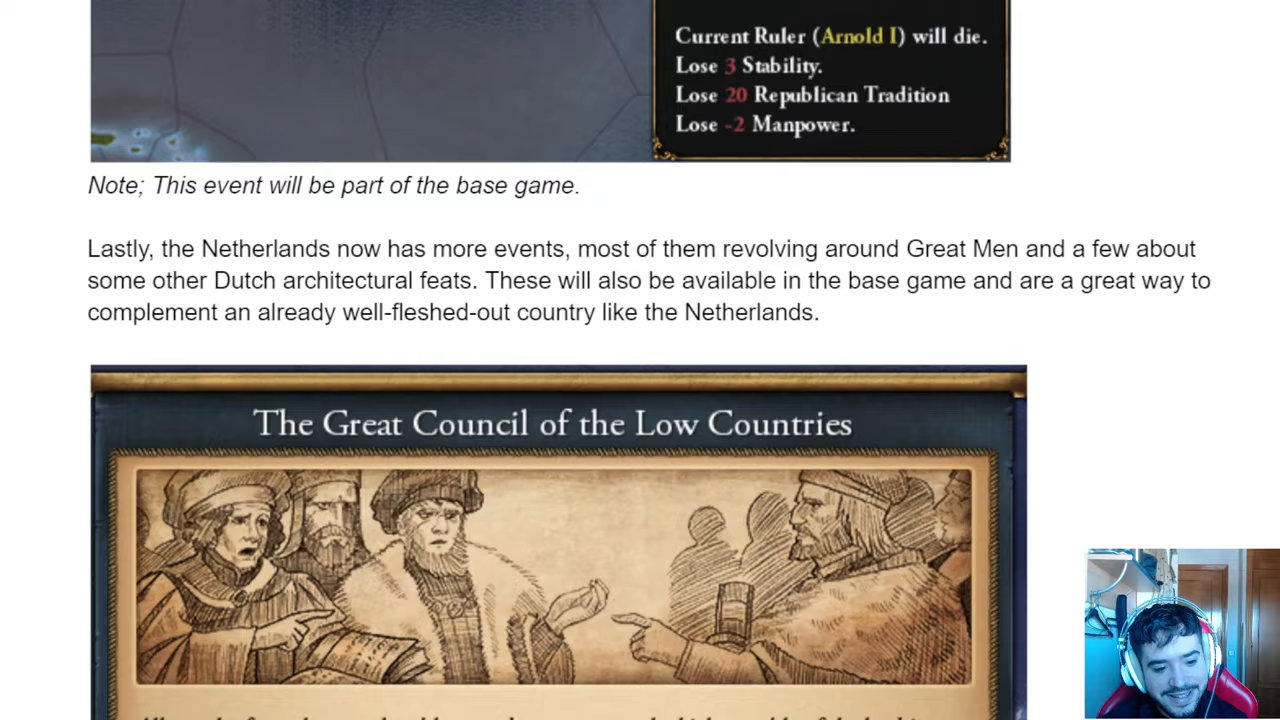 Current Ruler (Arnold I) will die.
Lose 3 Stability.
Lose 20 Republican Tradition
Lose -2 Manpower.
Note; This event will be part of the base game.
Lastly, the Netherlands now has more events, most of them revolving around Great Men and a few about
some other Dutch architectural feats. These will also be available in the base game and are a great way to
complement an already well-fleshed-out country like the Netherlands.
The Great Council of the Low Countries